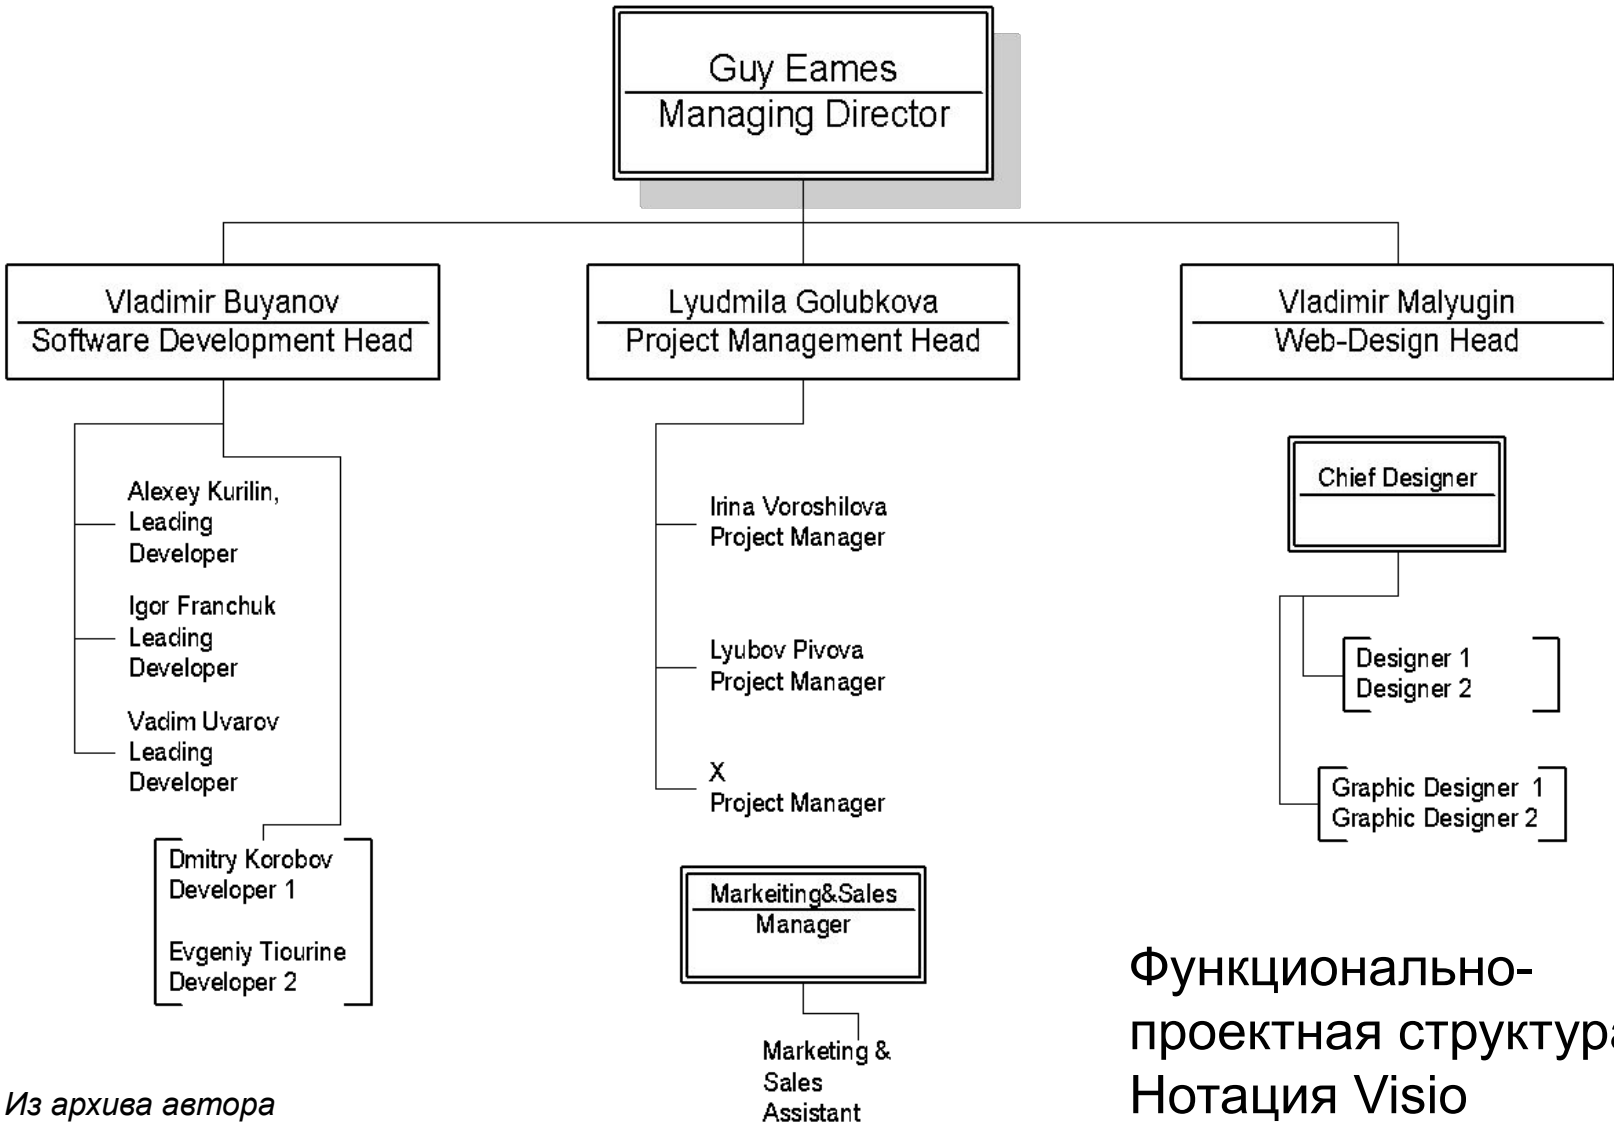 Guy Eames
Managing Director
Vladimir Buyanov
Software Development Head
Lyudmila Golubkova
Project Management Head
Vladimir Malyugin
Web-Design Head
Alexey Kurilin,
Leading
Developer
Igor Franchuk
Leading
Developer
Vadim Uvarov
Leading
Developer
Dmitry Korobov
Developer 1
Evgeniy Tiourine
Developer 2
Irina Voroshilova
Project Manager
Lyubov Pivova
Project Manager
X
Project Manager
Markeiting&Sales
Manager
Marketing &
Sales
Assistant
Chief Designer
Designer 1
Designer 2
Graphic Designer 1
Graphic Designer 2
Функционально-
проектная структура
Нотация Visio
Из архива автора